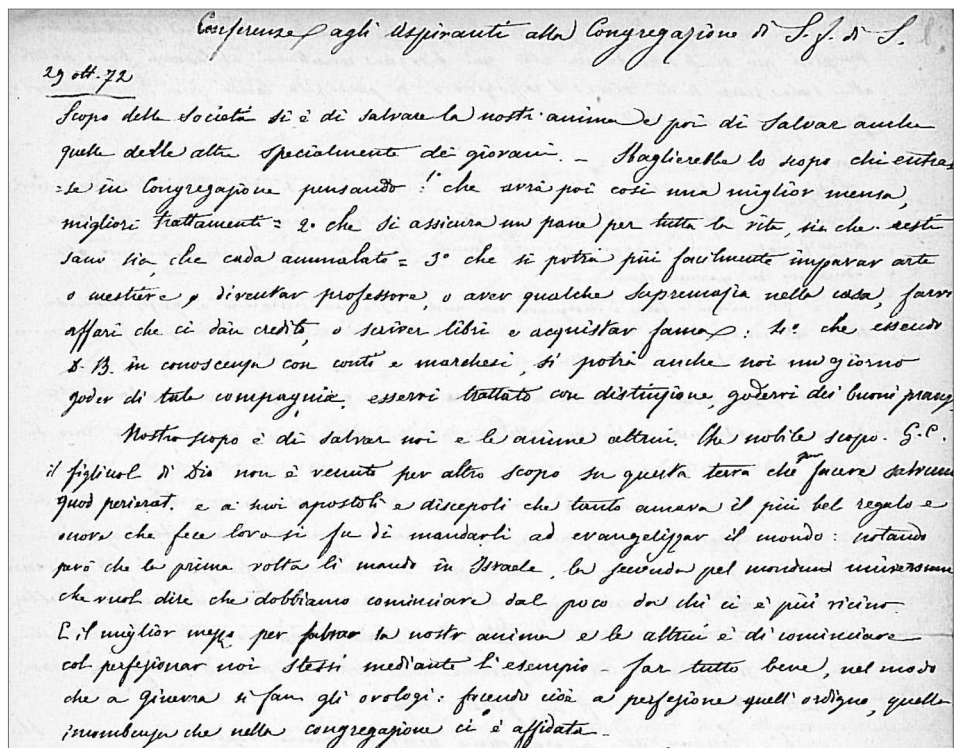 Conferenze agli Aspiranti alla Congregazione di S. F. di S.
29 ott. 72
Scopo della Società si è di salvare la nostr'anima e poi di salvar anche
quelle delle altri specialmente dei giovani. – Sbaglierebbe lo scopo chi entras-
=se in Congregazione pensando 1° che avrà poi così una miglior mensa,
migliori trattamenti = 2° che si assicura un pane per tutta la vita, sia che resti
sano sia, che cada ammalato = 3° che si potrà più facilmente imparar arte
o mestiere, o diventar professore, o aver qualche supremazia nella casa, farvi
affari che ci dan credito, o scriver libri e acquistar fama: 4° che essendo
D. B. in conoscenza con conti e marchesi, si potrà anche noi un giorno
goder di tale compagnia, esservi trattato con distinzione, godervi dei buoni pranz
Nostro scopo è di salvar noi e le anime altrui. Che nobile scopo. G. C.
il figliuol di Dio non è venuto per altro scopo su questa terra che per facere salvum
quod perierat. e a suoi apostoli e discepoli che tanto amava il più bel regalo e
onore che fece loro si fu di mandarli ad evangelizzar il mondo: notando
però che la prima volta li mandò in Israele, la seconda pel mondum universum
che vuol dire che dobbiamo cominciare dal poco da chi ci è più vicino
E il miglior mezzo per salvar la nostr anima e le altrui è di cominciare
col perfezionar noi stessi mediante l'esempio – far tutto bene, nel modo
che a Ginevra si fan gli orologi: facendo cioè a perfezione quell'ordigno, quella
incombenza che nella congregazione ci è affidata –